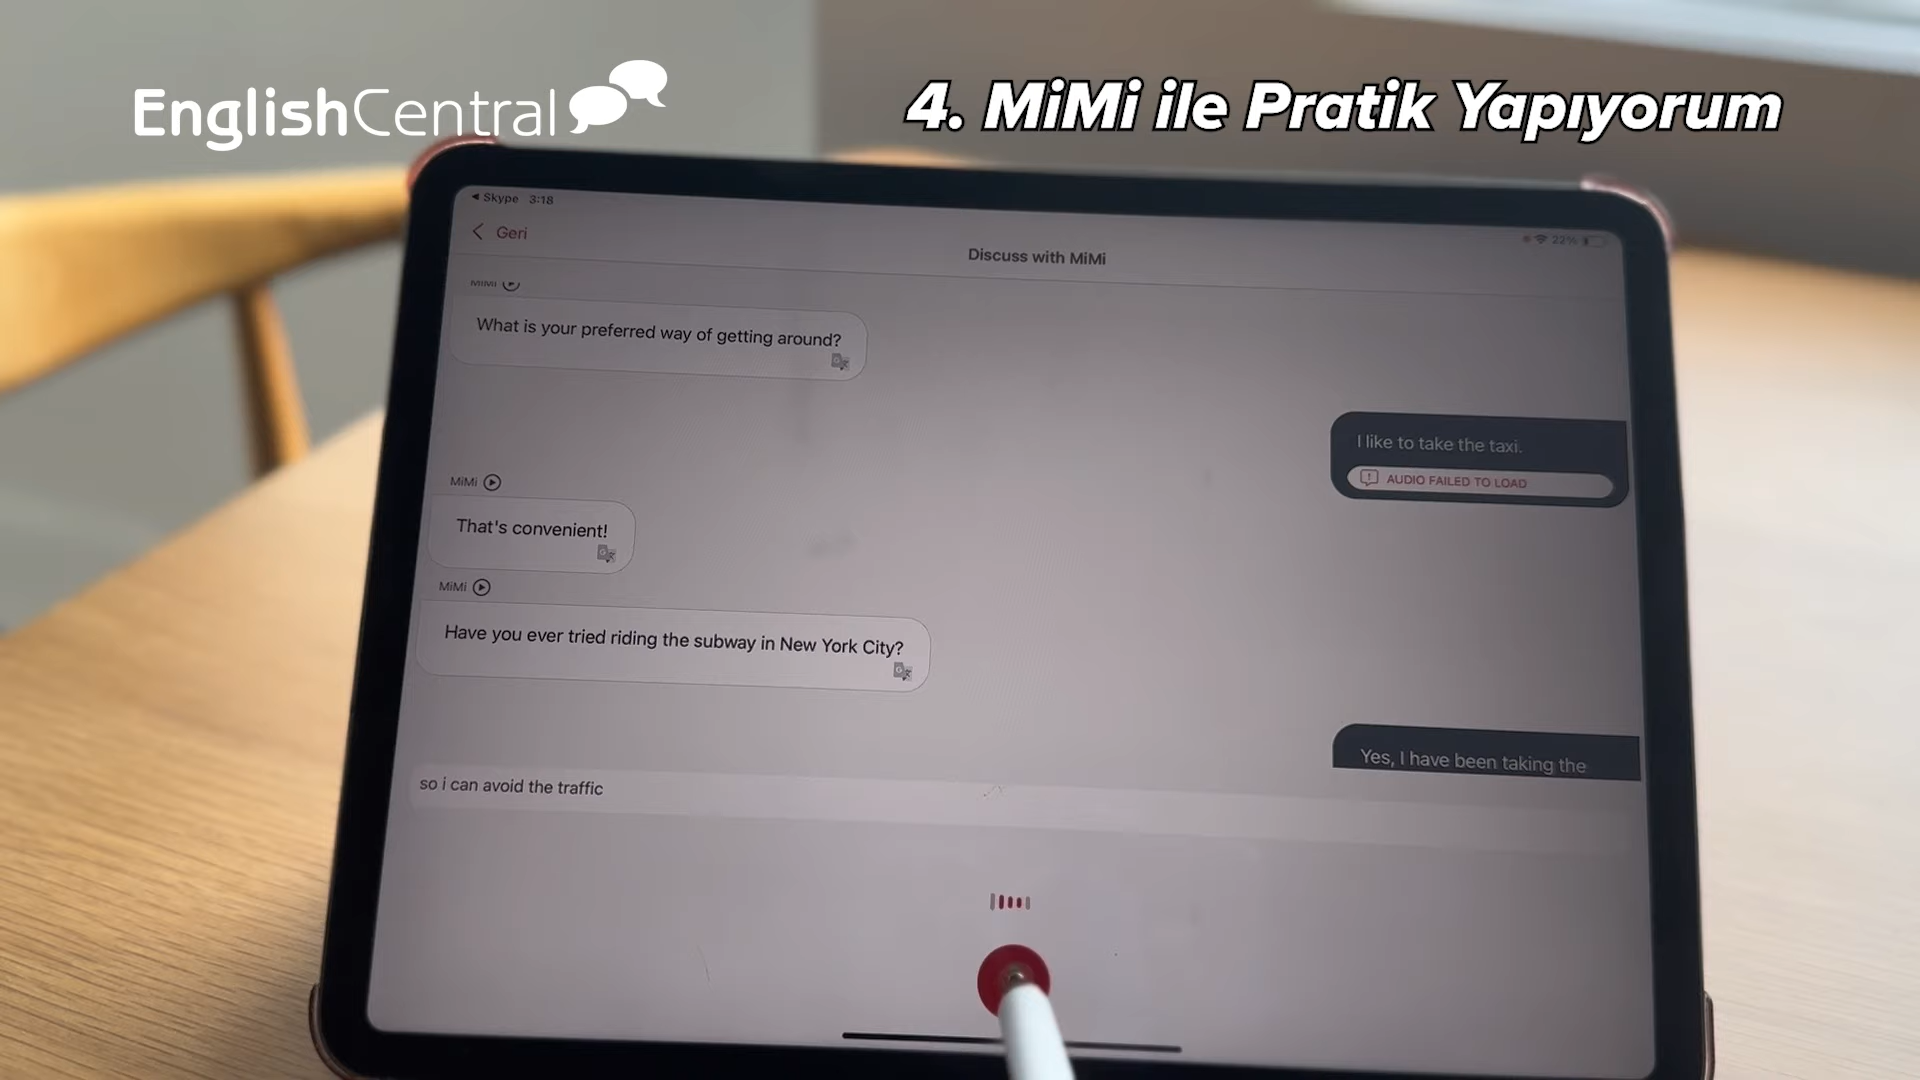 EnglishCentral
4. MiMi ile Pratik Yapıyorum
Skype 3:18
22%
Geri
Discuss with MiMi
MiMi
What is your preferred way of getting around?
I like to take the taxi.
AUDIO FAILED TO LOAD
MiMi
That's convenient!
MiMi
Have you ever tried riding the subway in New York City?
Yes, I have been taking the
so i can avoid the traffic